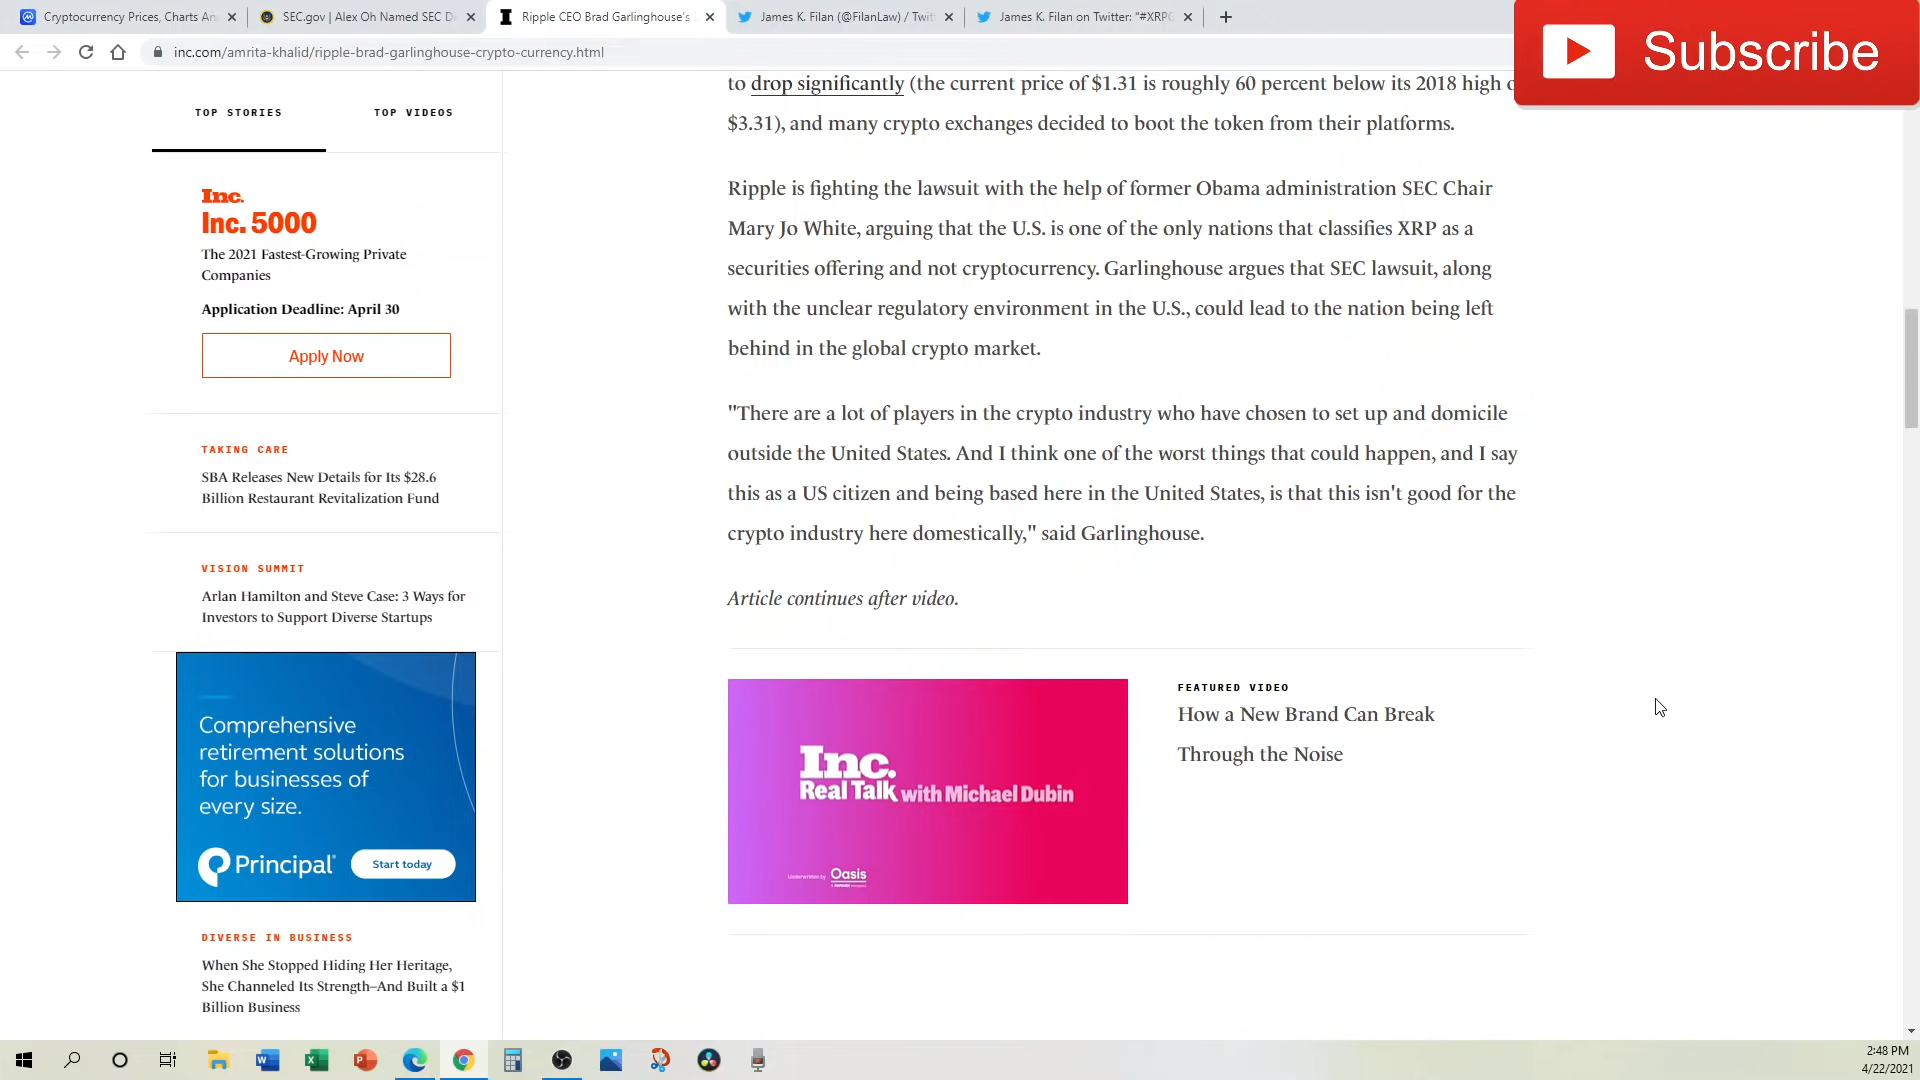 Cryptocurrency Prices, Charts An
SEC.gov | Alex Oh Named SEC D
Ripple CEO Brad Garlinghouse's
James K. Filan (@FilanLaw) / Twit
James K. Filan on Twitter: "#XRPC
Subscribe
inc.com/amrita-khalid/ripple-brad-garlinghouse-crypto-currency.html
TOP STORIES
TOP VIDEOS
Inc.
Inc. 5000
The 2021 Fastest-Growing Private
Companies
Application Deadline: April 30
Apply Now
TAKING CARE
SBA Releases New Details for Its $28.6
Billion Restaurant Revitalization Fund
VISION SUMMIT
Arlan Hamilton and Steve Case: 3 Ways for
Investors to Support Diverse Startups
Comprehensive
retirement solutions
for businesses of
every size.
Principal
Start today
DIVERSE IN BUSINESS
When She Stopped Hiding Her Heritage,
She Channeled Its Strength–And Built a $1
Billion Business
to drop significantly (the current price of $1.31 is roughly 60 percent below its 2018 high o
$3.31), and many crypto exchanges decided to boot the token from their platforms.
Ripple is fighting the lawsuit with the help of former Obama administration SEC Chair
Mary Jo White, arguing that the U.S. is one of the only nations that classifies XRP as a
securities offering and not cryptocurrency. Garlinghouse argues that SEC lawsuit, along
with the unclear regulatory environment in the U.S., could lead to the nation being left
behind in the global crypto market.
"There are a lot of players in the crypto industry who have chosen to set up and domicile
outside the United States. And I think one of the worst things that could happen, and I say
this as a US citizen and being based here in the United States, is that this isn't good for the
crypto industry here domestically," said Garlinghouse.
Article continues after video.
Inc.
Real Talk with Michael Dubin
Underwritten by Oasis
FEATURED VIDEO
How a New Brand Can Break
Through the Noise
2:48 PM
4/22/2021